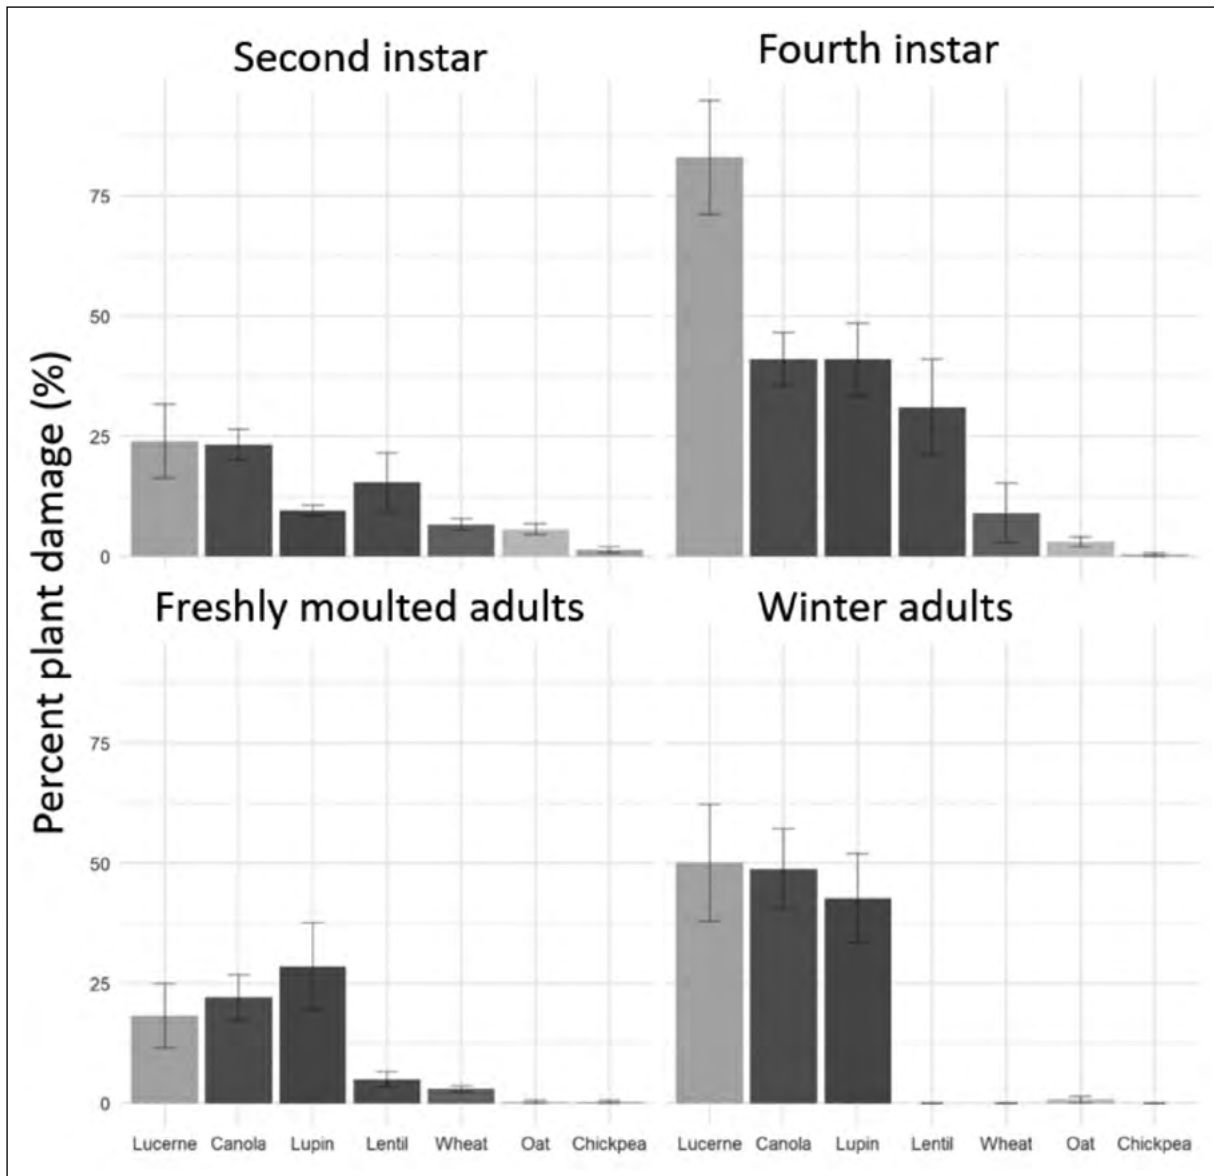 Second instar
Fourth instar
Percent plant damage (%)
75
50
25
0
Freshly moulted adults
Winter adults
75
50
25
0
Lucerne Canola Lupin Lentil Wheat Oat Chickpea
Lucerne Canola Lupin Lentil Wheat Oat Chickpea